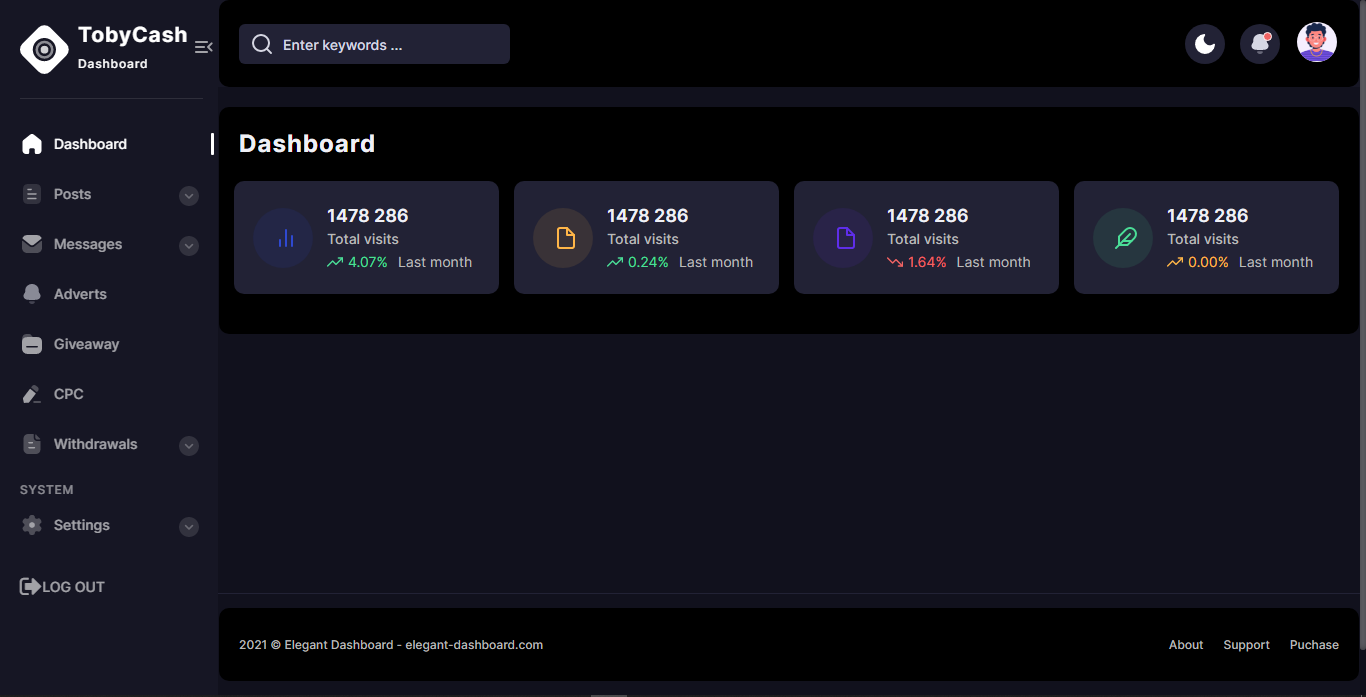 TobyCash
Dashboard
Enter keywords ...
Dashboard
Posts
Messages
Adverts
Giveaway
CPC
Withdrawals
SYSTEM
Settings
LOG OUT
Dashboard
1478 286
Total visits
4.07% Last month
1478 286
Total visits
0.24% Last month
1478 286
Total visits
1.64% Last month
1478 286
Total visits
0.00% Last month
2021 © Elegant Dashboard - elegant-dashboard.com
About Support Puchase